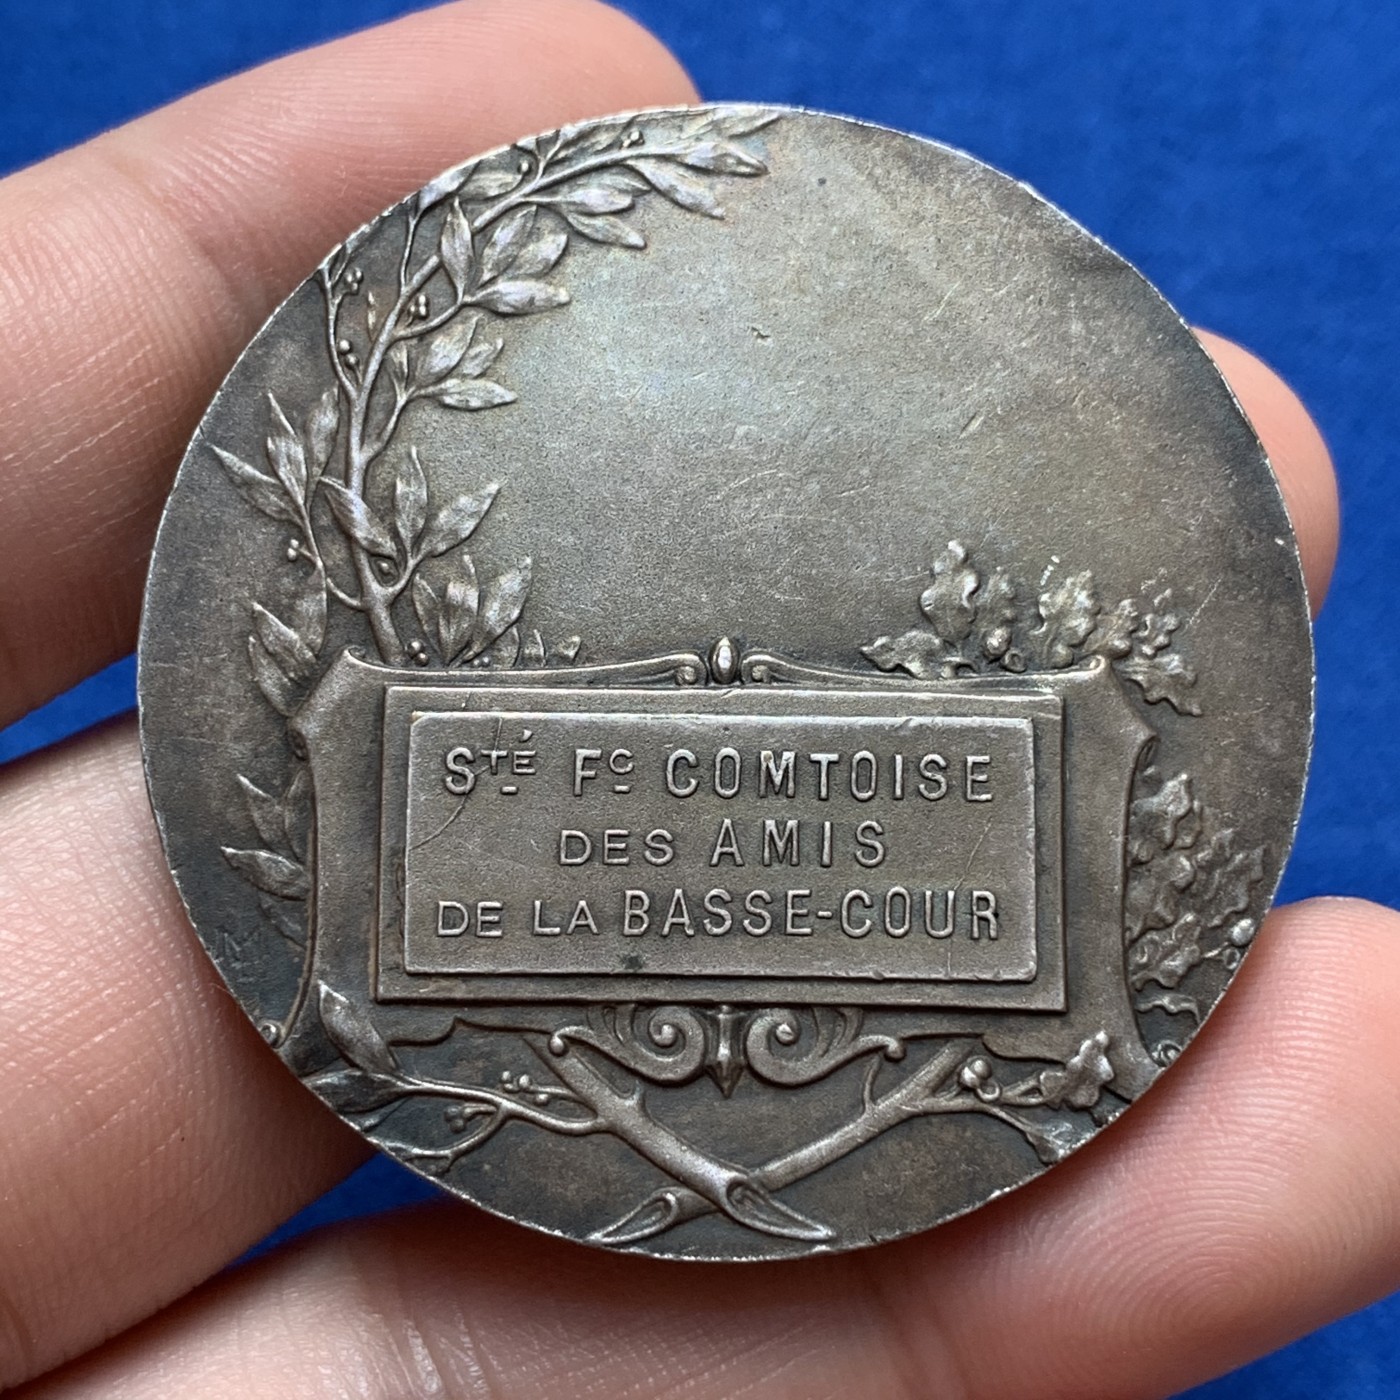 STÉ FC COMTOISE
DES AMIS
DE LA BASSE-COUR